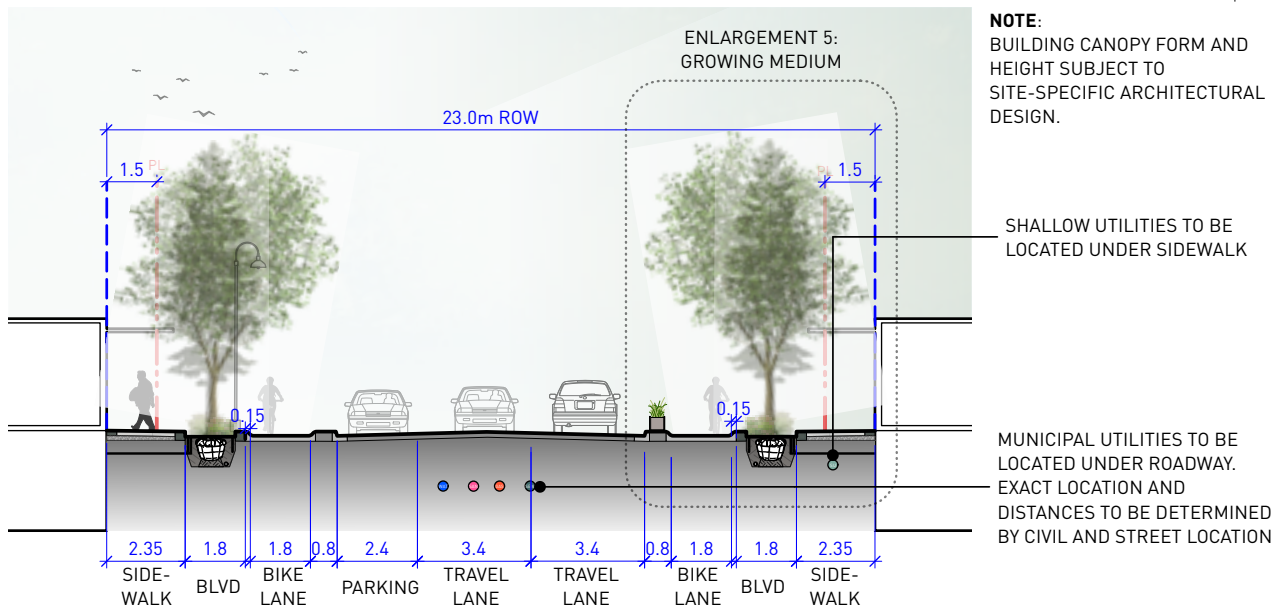 NOTE:
BUILDING CANOPY FORM AND
HEIGHT SUBJECT TO
SITE-SPECIFIC ARCHITECTURAL
DESIGN.
ENLARGEMENT 5:
GROWING MEDIUM
23.0m ROW
1.5
PL
1.5
SHALLOW UTILITIES TO BE
LOCATED UNDER SIDEWALK
0.15
0.15
MUNICIPAL UTILITIES TO BE
LOCATED UNDER ROADWAY.
EXACT LOCATION AND
DISTANCES TO BE DETERMINED
BY CIVIL AND STREET LOCATION
2.35
1.8
1.8
0.8
2.4
3.4
3.4
0.8
1.8
1.8
2.35
SIDE-
WALK
BLVD
BIKE
LANE
PARKING
TRAVEL
LANE
TRAVEL
LANE
BIKE
LANE
BLVD
SIDE-
WALK